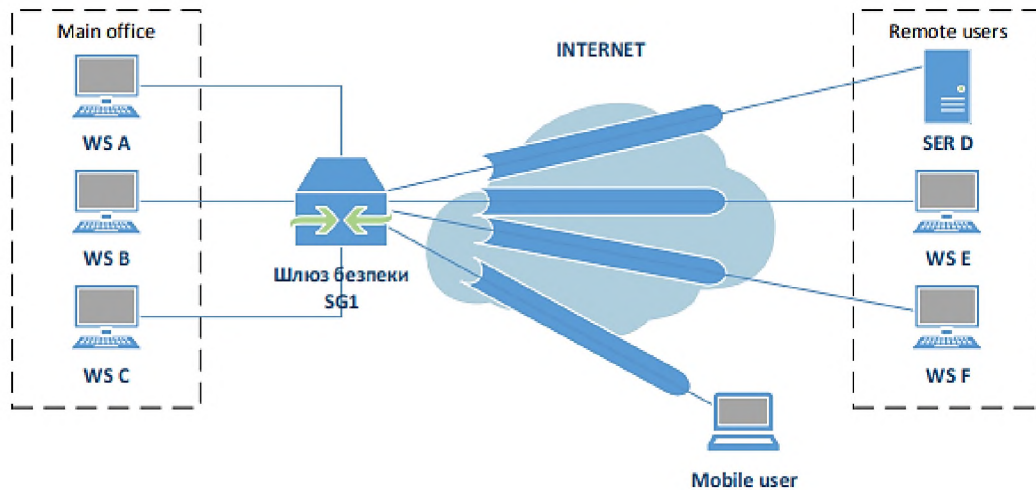 Main office
WS A
WS B
WS C
Шлюз безпеки
SG1
INTERNET
Mobile user
Remote users
SER D
WS E
WS F